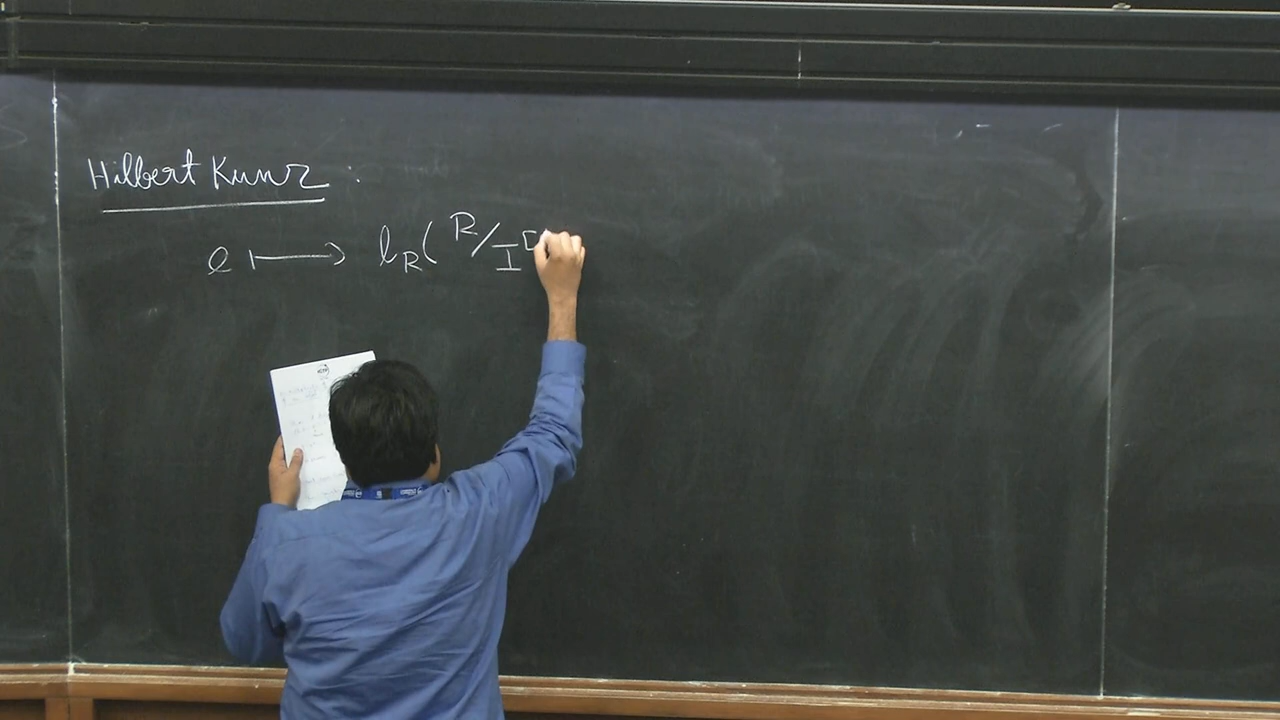 Hilbert Kunz :
e ⟼ l_R( R/I[